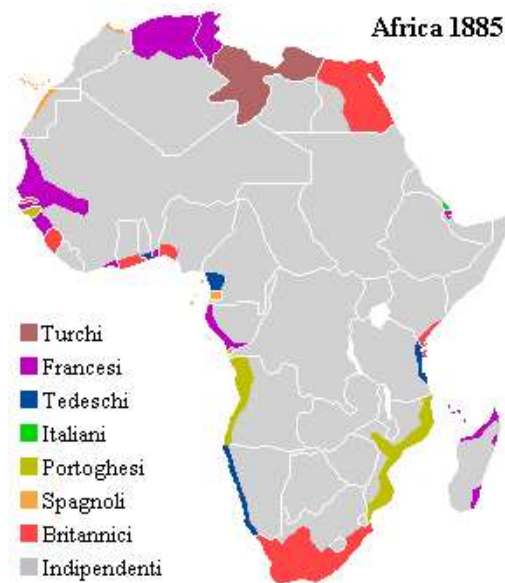 Africa 1885
Turchi
Francesi
Tedeschi
Italiani
Portoghesi
Spagnoli
Britannici
Indipendenti